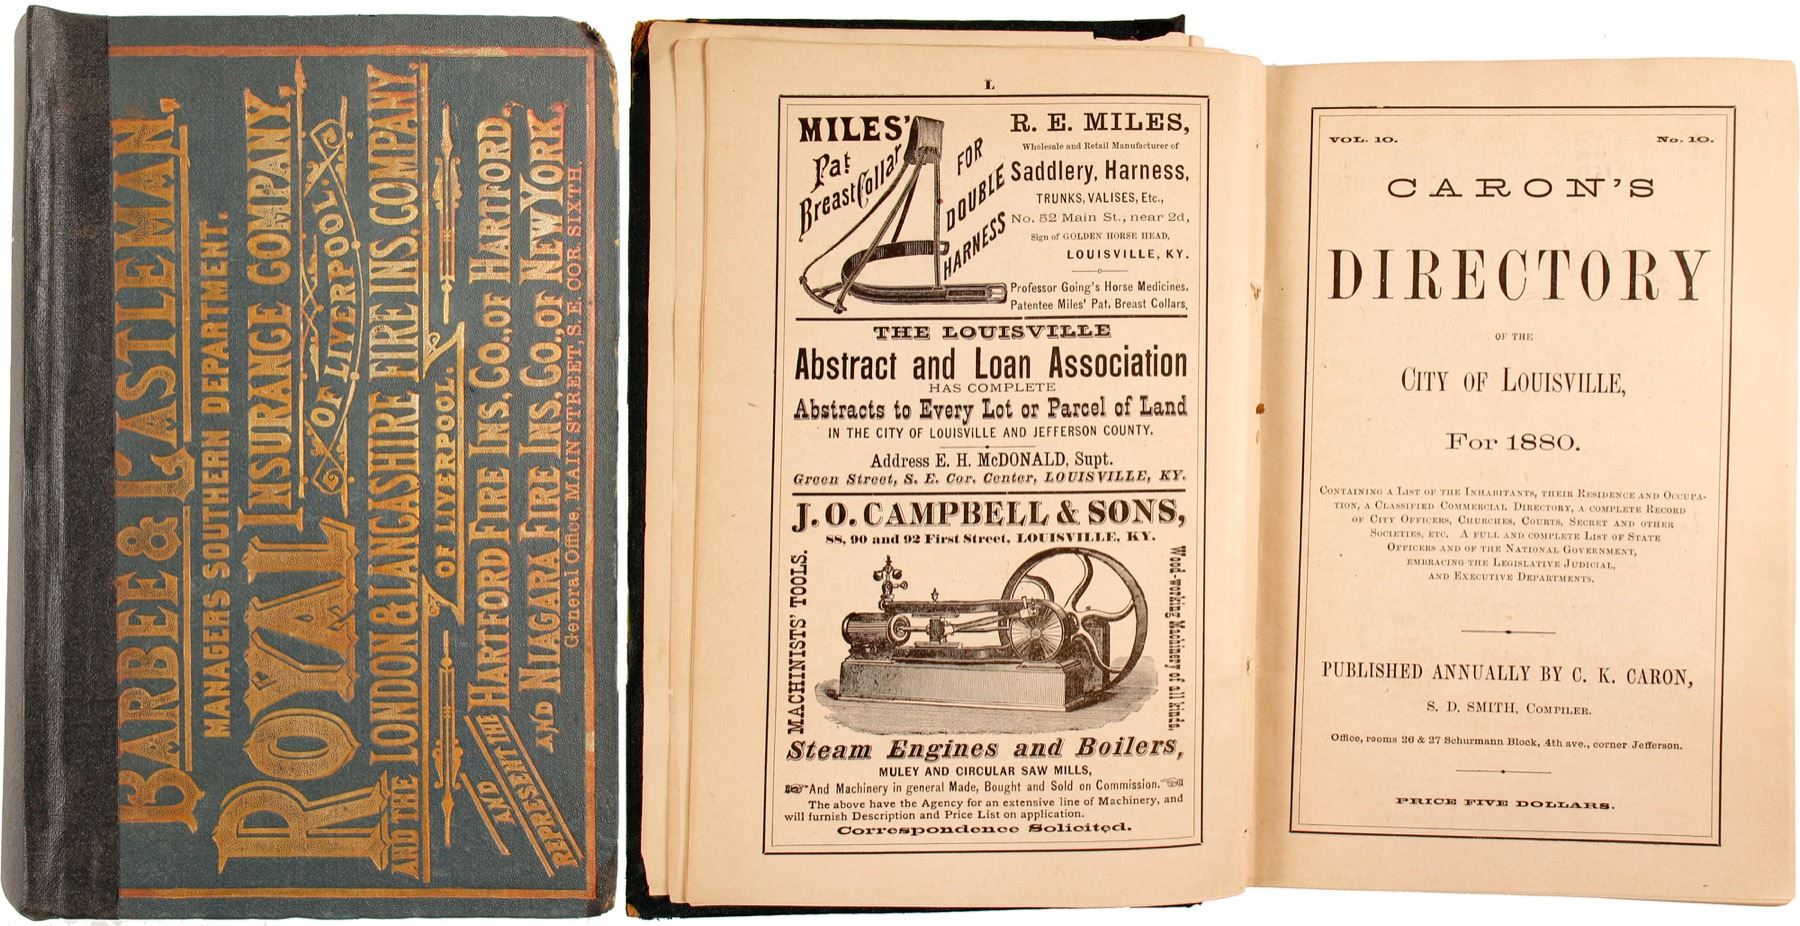 BARBEE & EASTLEMAN,
MANAGERS SOUTHERN DEPARTMENT.
ROYAL INSURANCE COMPANY,
OF LIVERPOOL.
AND THE LONDON & LANCASHIRE FIRE INS. COMPANY,
OF LIVERPOOL.
AND
REPRESENT THE
HARTFORD FIRE INS. CO., OF HARTFORD,
AND NIAGARA FIRE INS. CO., OF NEW YORK.
General Office MAIN STREET, S. E. COR. SIXTH.
L
MILES'
Pat
Breast Collar
FOR
DOUBLE
HARNESS
R. E. MILES,
Wholesale and Retail Manufacturer of
Saddlery, Harness,
TRUNKS, VALISES, Etc.,
No. 52 Main St., near 2d,
Sign of GOLDEN HORSE HEAD,
LOUISVILLE, KY.
Professor Going's Horse Medicines.
Patentee Miles' Pat. Breast Collars,
THE LOUISVILLE
Abstract and Loan Association
HAS COMPLETE
Abstracts to Every Lot or Parcel of Land
IN THE CITY OF LOUISVILLE AND JEFFERSON COUNTY.
Address E. H. McDONALD, Supt.
Green Street, S. E. Cor. Center, LOUISVILLE, KY.
J. O. CAMPBELL & SONS,
88, 90 and 92 First Street, LOUISVILLE, KY.
MACHINISTS' TOOLS.
Wood-working Machinery of all kinds.
Steam Engines and Boilers,
MULEY AND CIRCULAR SAW MILLS,
And Machinery in general Made, Bought and Sold on Commission.
The above have the Agency for an extensive line of Machinery, and
will furnish Description and Price List on application.
Correspondence Solicited.
VOL. 10. No. 10.
CARON'S
DIRECTORY
OF THE
CITY OF LOUISVILLE,
For 1880.
CONTAINING A LIST OF THE INHABITANTS, THEIR RESIDENCE AND OCCUPA-
TION, A CLASSIFIED COMMERCIAL DIRECTORY, A COMPLETE RECORD
OF CITY OFFICERS, CHURCHES, COURTS, SECRET AND OTHER
SOCIETIES, ETC. A FULL AND COMPLETE LIST OF STATE
OFFICERS AND OF THE NATIONAL GOVERNMENT,
EMBRACING THE LEGISLATIVE JUDICIAL,
AND EXECUTIVE DEPARTMENTS.
PUBLISHED ANNUALLY BY C. K. CARON,
S. D. SMITH, COMPILER.
Office, rooms 26 & 27 Schurmann Block, 4th ave., corner Jefferson.
PRICE FIVE DOLLARS.